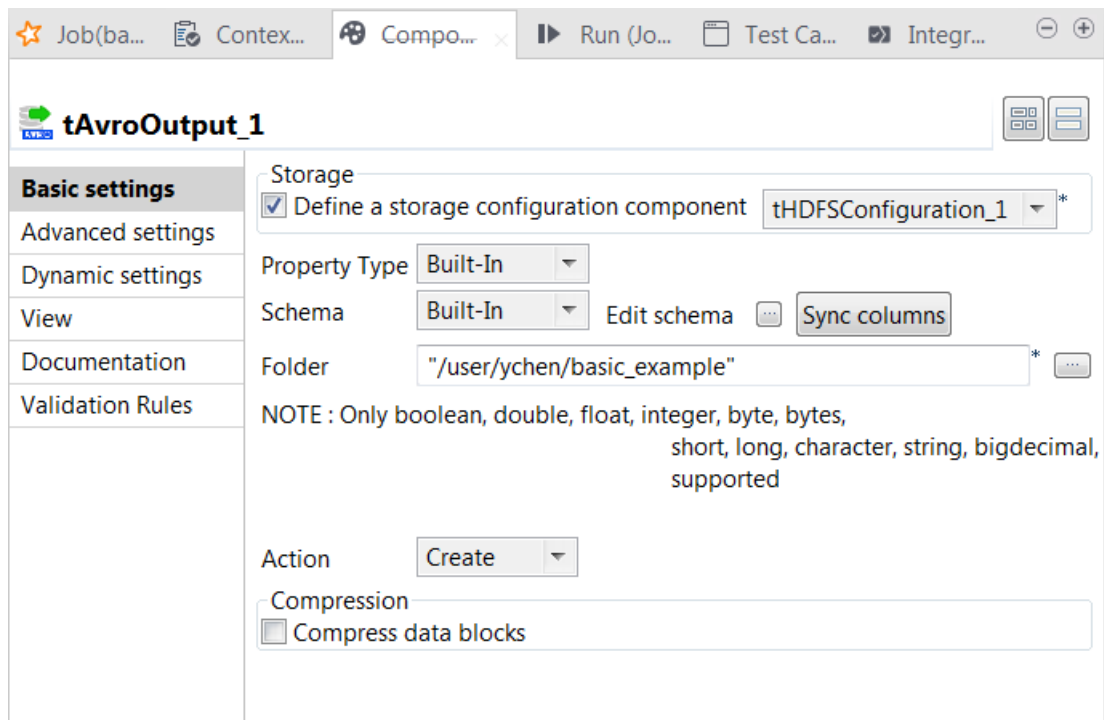 Job(ba... Contex... Compo... Run (Jo... Test Ca... Integr...
AVRO tAvroOutput_1
Basic settings
Advanced settings
Dynamic settings
View
Documentation
Validation Rules
Storage
Define a storage configuration component tHDFSConfiguration_1 *
Property Type Built-In
Schema Built-In Edit schema ... Sync columns
Folder "/user/ychen/basic_example" * ...
NOTE : Only boolean, double, float, integer, byte, bytes,
short, long, character, string, bigdecimal,
supported
Action Create
Compression
Compress data blocks